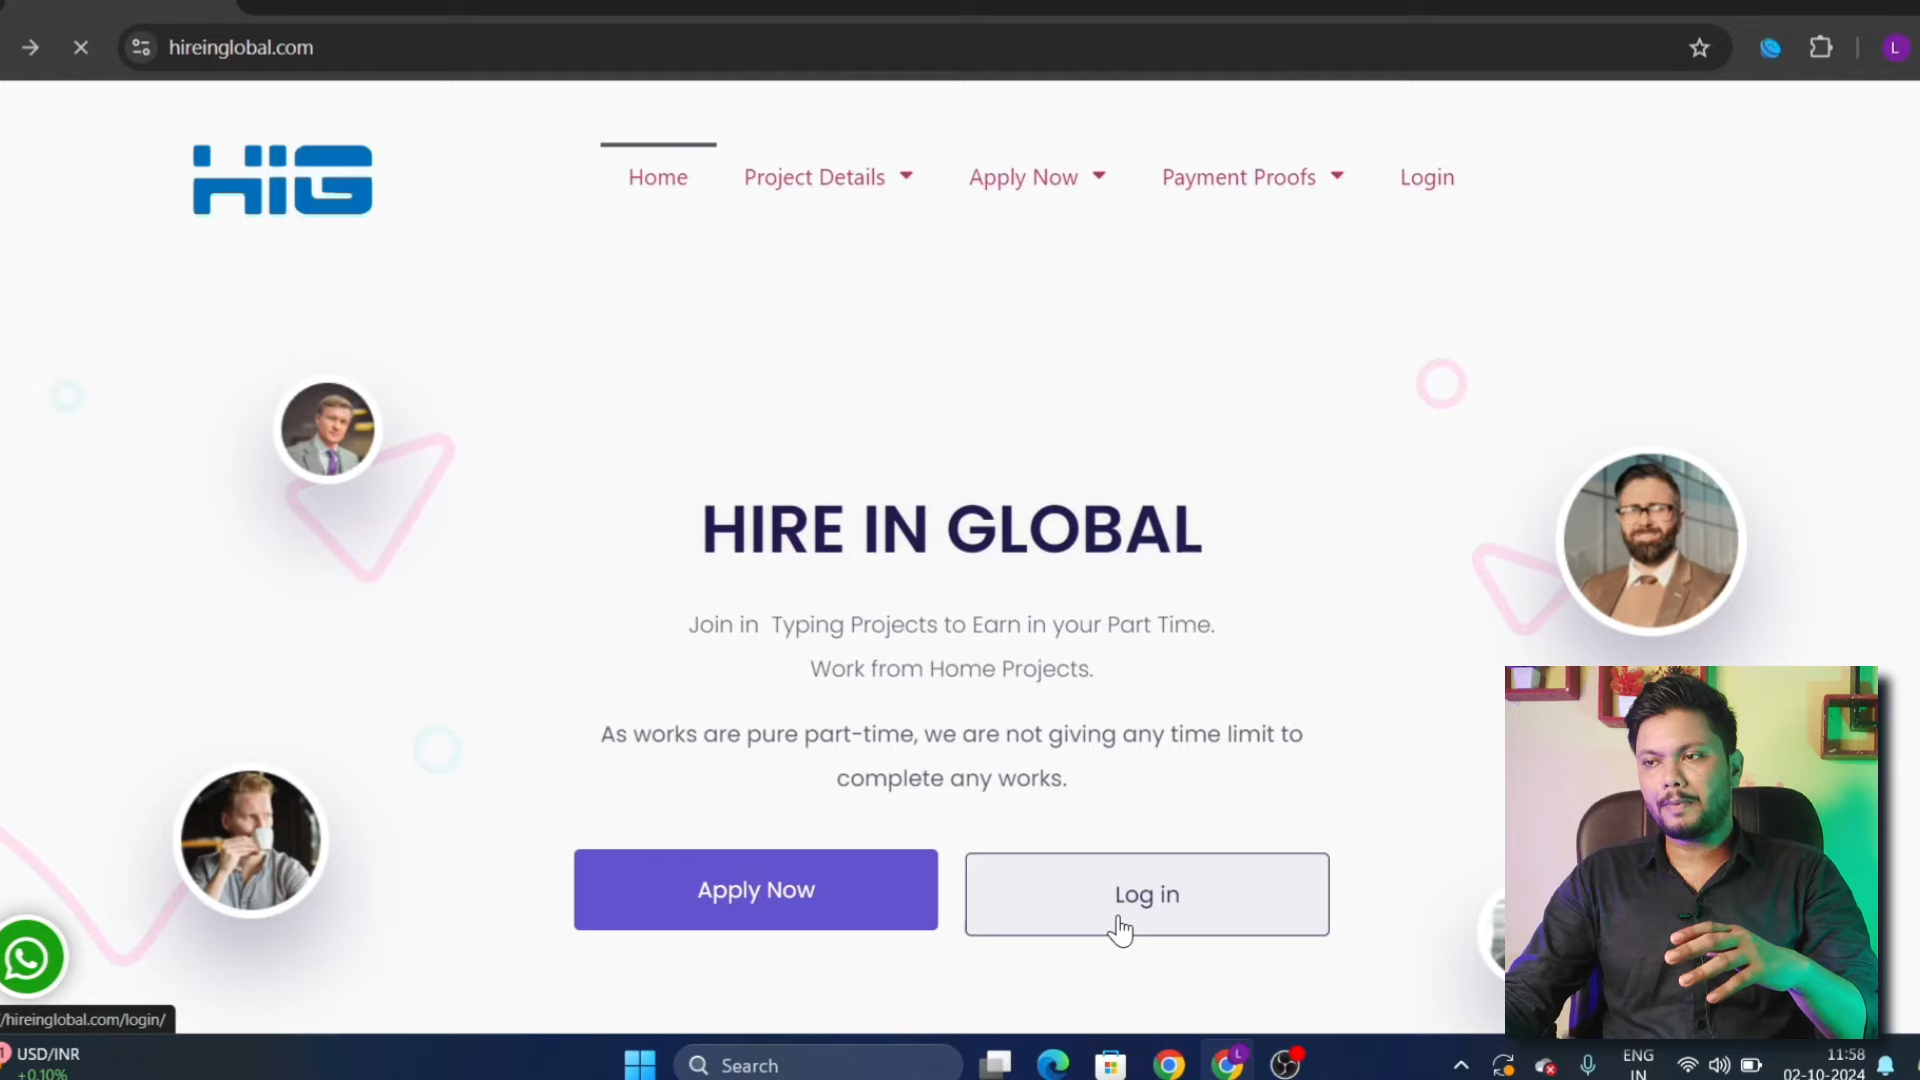 hireinglobal.com
L
HIG
Home
Project Details
Apply Now
Payment Proofs
Login
HIRE IN GLOBAL
Join in Typing Projects to Earn in your Part Time.
Work from Home Projects.
As works are pure part-time, we are not giving any time limit to
complete any works.
Apply Now
Log in
/hireinglobal.com/login/
1
USD/INR
+0.10%
Search
L
ENG
IN
11:58
02-10-2024